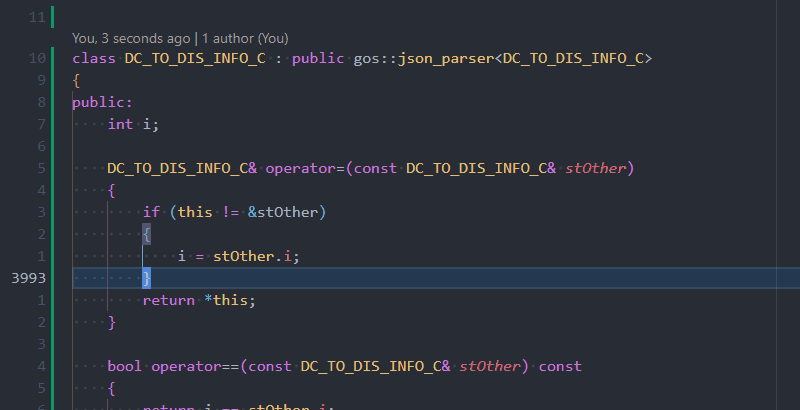 11
You, 3 seconds ago | 1 author (You)
10 class DC_TO_DIS_INFO_C : public gos::json_parser<DC_TO_DIS_INFO_C>
9 {
8 public:
7     int i;
6
5     DC_TO_DIS_INFO_C& operator=(const DC_TO_DIS_INFO_C& stOther)
4     {
3         if (this != &stOther)
2         {
1             i = stOther.i;
3993         }
1         return *this;
2     }
3
4     bool operator==(const DC_TO_DIS_INFO_C& stOther) const
5     {
6         return i == stOther.i;